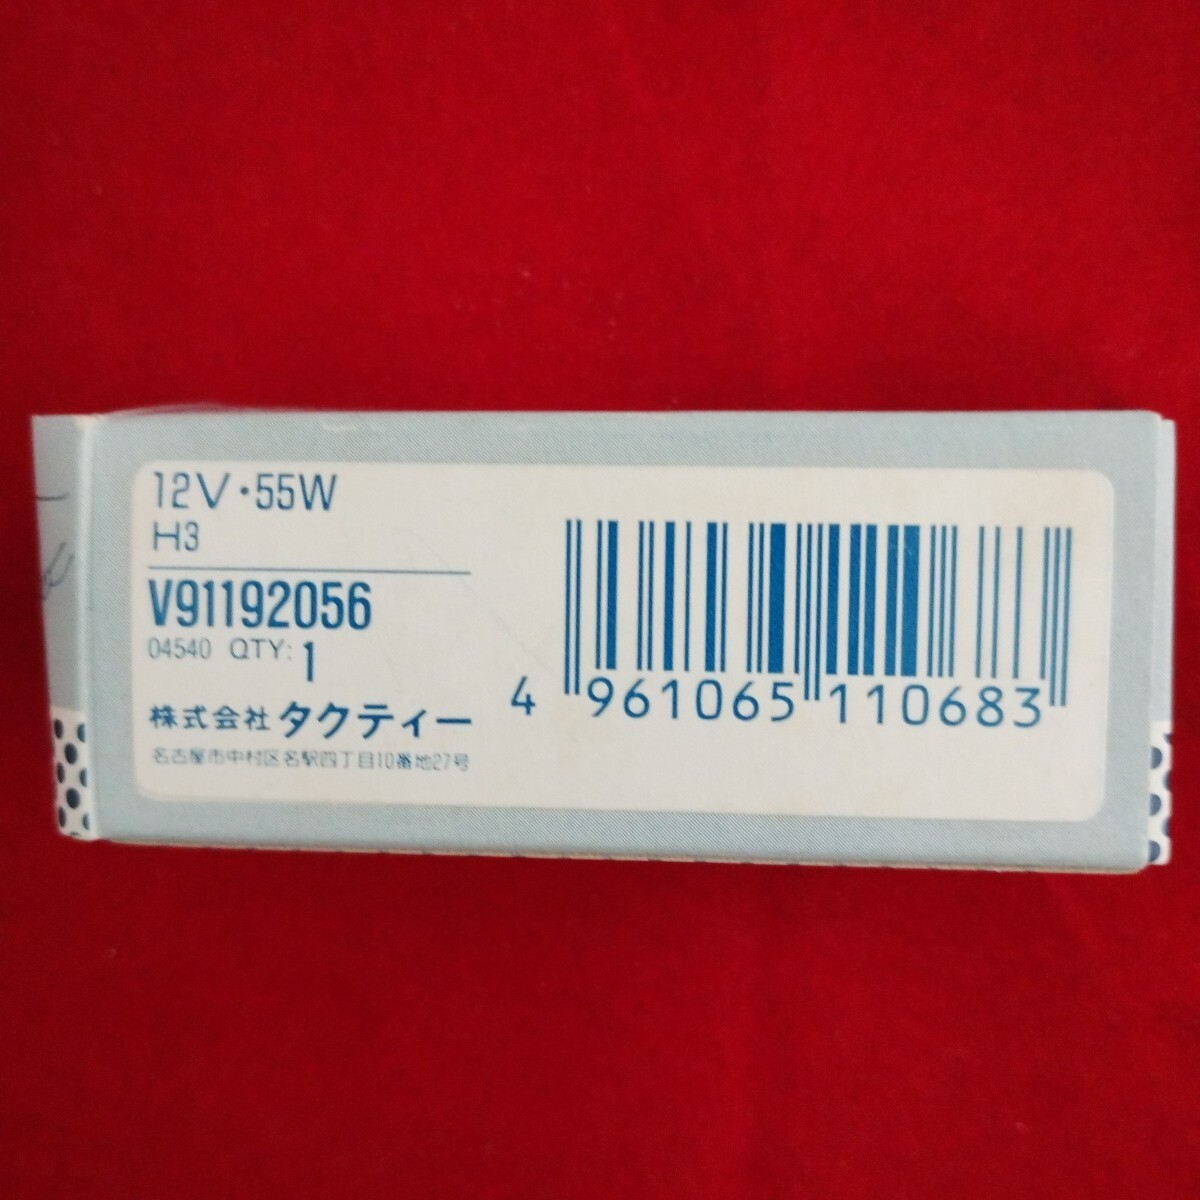 12V・55W
H3
V91192056
04540 QTY: 1
株式会社 タクティー
名古屋市中村区名駅四丁目10番地27号
4 961065 110683